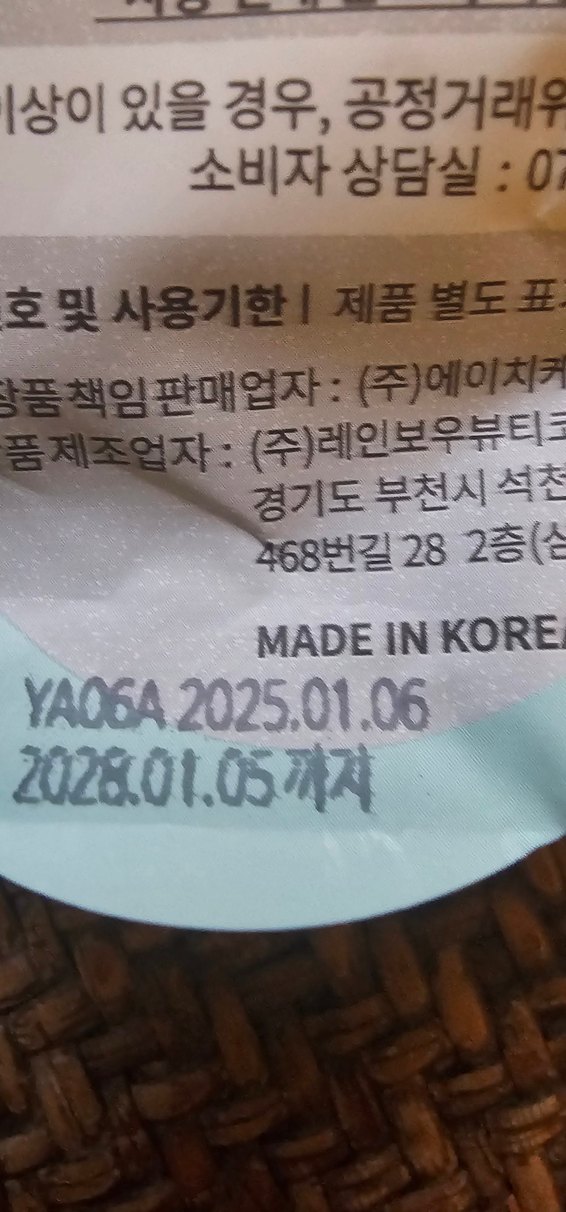 이상이 있을 경우, 공정거래위
소비자 상담실 : 07
호 및 사용기한 | 제품 별도 표
장품책임판매업자 : (주)에이치케
품제조업자 : (주)레인보우뷰티코
경기도 부천시 석천
468번길 28 2층(삼
MADE IN KOREA
YA06A 2025.01.06
2028.01.05 까지